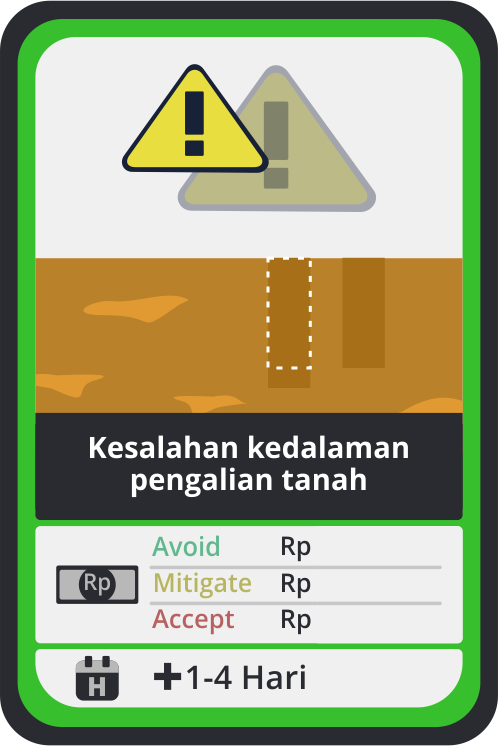 Kesalahan kedalaman
pengalian tanah
Avoid Rp
Rp Mitigate Rp
Accept Rp
H +1-4 Hari